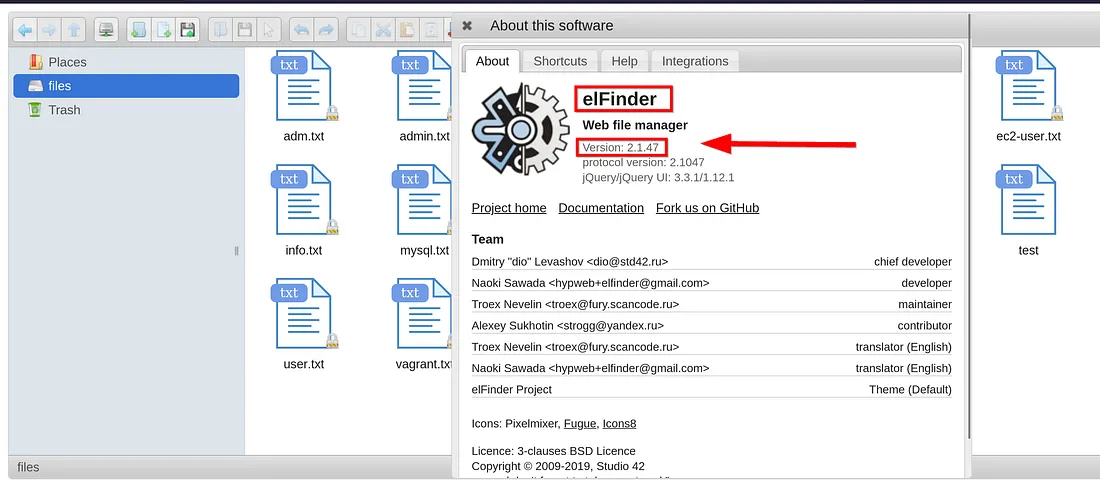 About this software
Places
files
Trash
txt
adm.txt
txt
admin.txt
txt
ec2-user.txt
txt
info.txt
txt
mysql.txt
txt
test
txt
user.txt
txt
vagrant.txt
About Shortcuts Help Integrations
elFinder
Web file manager
Version: 2.1.47
protocol version: 2.1047
jQuery/jQuery UI: 3.3.1/1.12.1
Project home Documentation Fork us on GitHub
Team
Dmitry "dio" Levashov <dio@std42.ru> chief developer
Naoki Sawada <hypweb+elfinder@gmail.com> developer
Troex Nevelin <troex@fury.scancode.ru> maintainer
Alexey Sukhotin <strogg@yandex.ru> contributor
Troex Nevelin <troex@fury.scancode.ru> translator (English)
Naoki Sawada <hypweb+elfinder@gmail.com> translator (English)
elFinder Project Theme (Default)
Icons: Pixelmixer, Fugue, Icons8
Licence: 3-clauses BSD Licence
Copyright © 2009-2019, Studio 42
files